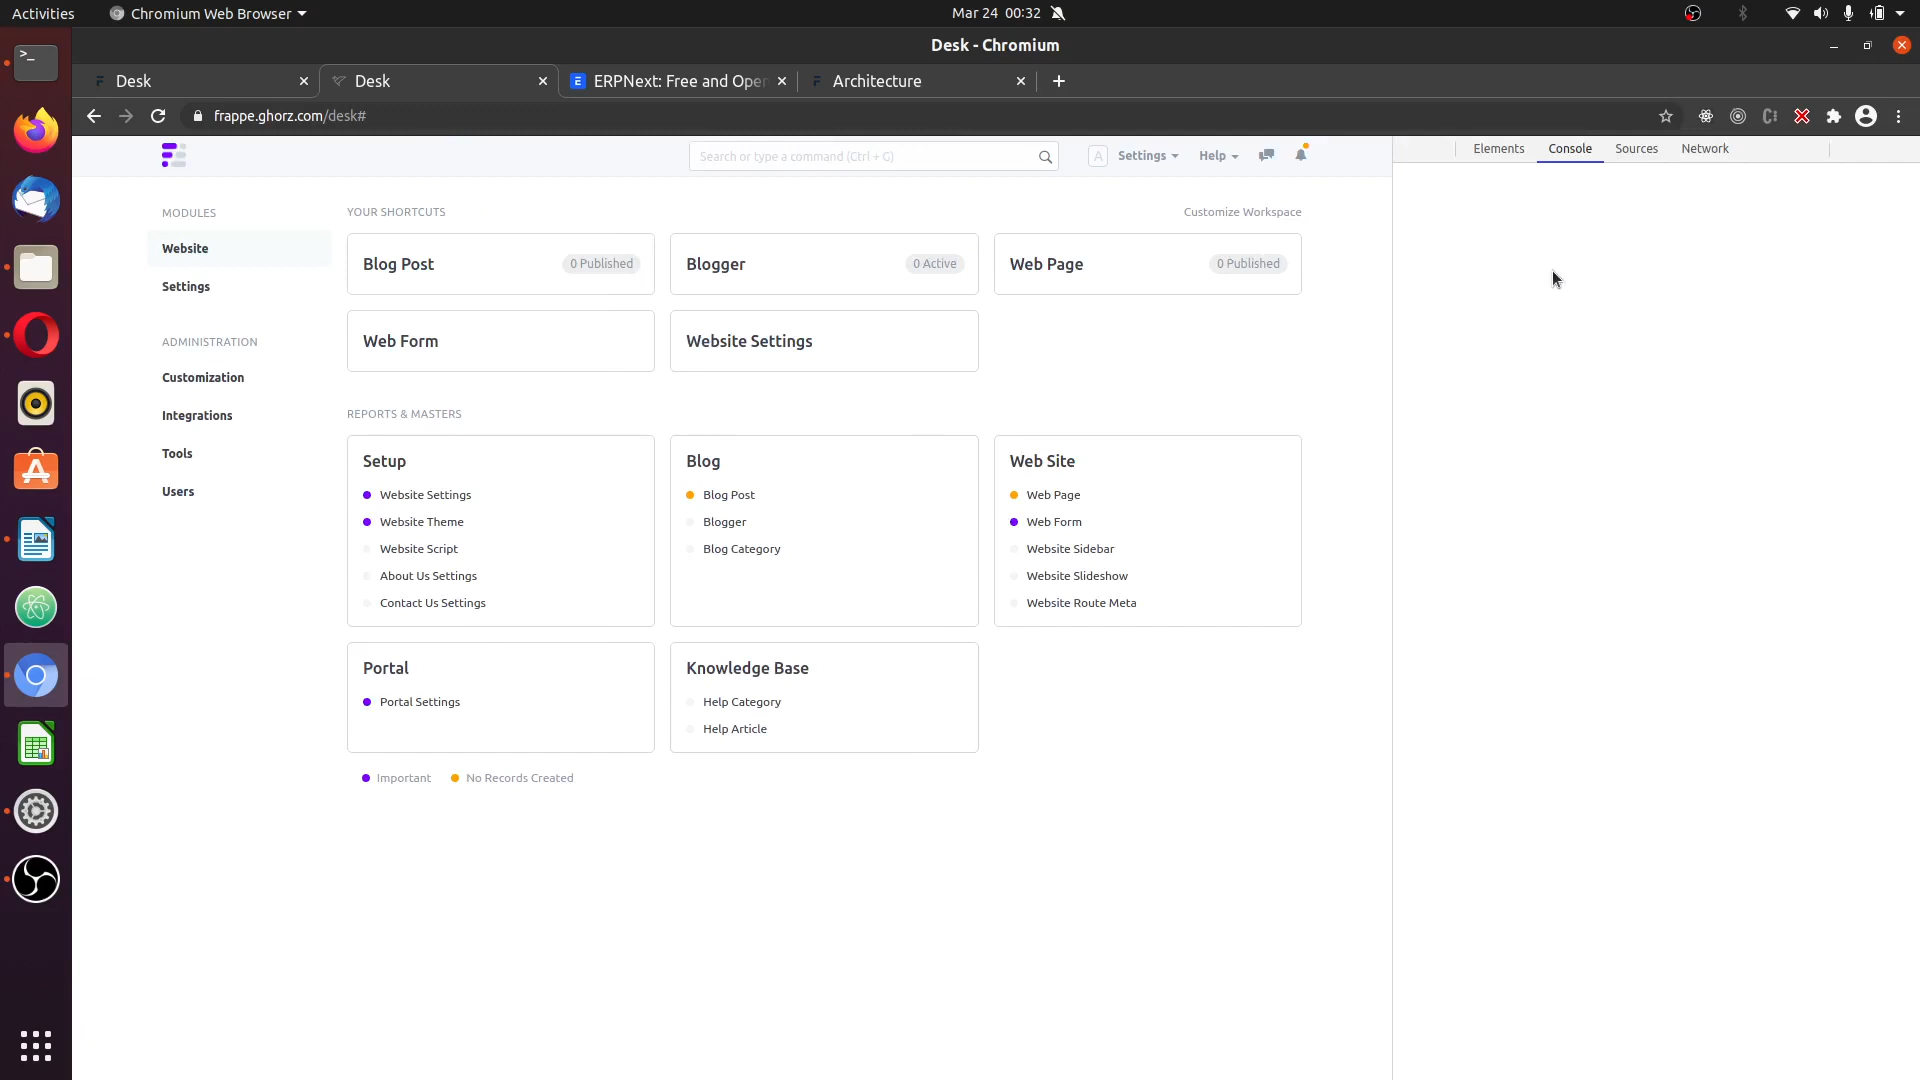 Activities
Chromium Web Browser
Mar 24 00:32
Desk - Chromium
Desk
Desk
ERPNext: Free and Oper
Architecture
frappe.ghorz.com/desk#
Search or type a command (Ctrl + G)
A
Settings
Help
Elements
Console
Sources
Network
MODULES
Website
Settings
ADMINISTRATION
Customization
Integrations
Tools
Users
YOUR SHORTCUTS
Customize Workspace
Blog Post
0 Published
Blogger
0 Active
Web Page
0 Published
Web Form
Website Settings
REPORTS & MASTERS
Setup
Website Settings
Website Theme
Website Script
About Us Settings
Contact Us Settings
Blog
Blog Post
Blogger
Blog Category
Web Site
Web Page
Web Form
Website Sidebar
Website Slideshow
Website Route Meta
Portal
Portal Settings
Knowledge Base
Help Category
Help Article
Important
No Records Created